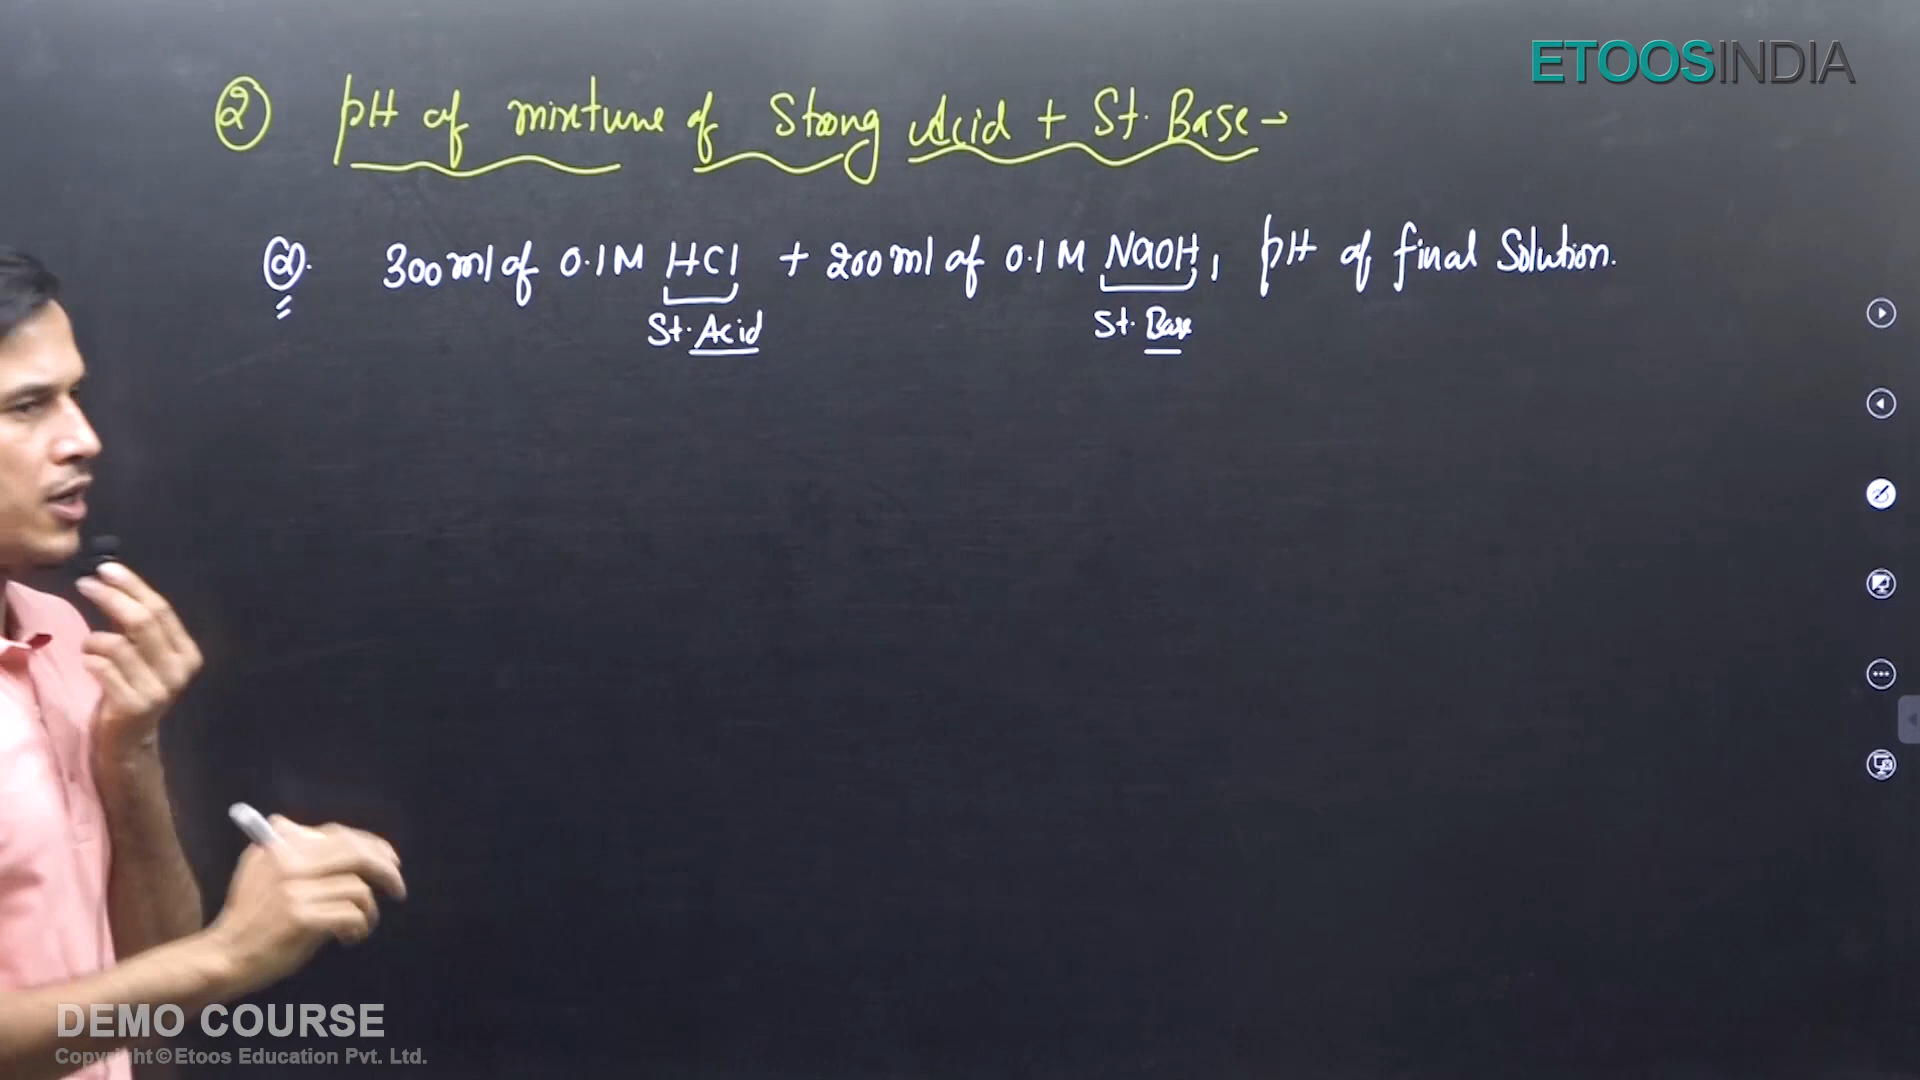 ETOOSINDIA
② pH of mixture of Strong Acid + St. Base →
Q. 300 ml of 0.1 M HCl + 200 ml of 0.1 M NaOH, pH of final Solution.
St. Acid St. Base
DEMO COURSE
Copyright © Etoos Education Pvt. Ltd.